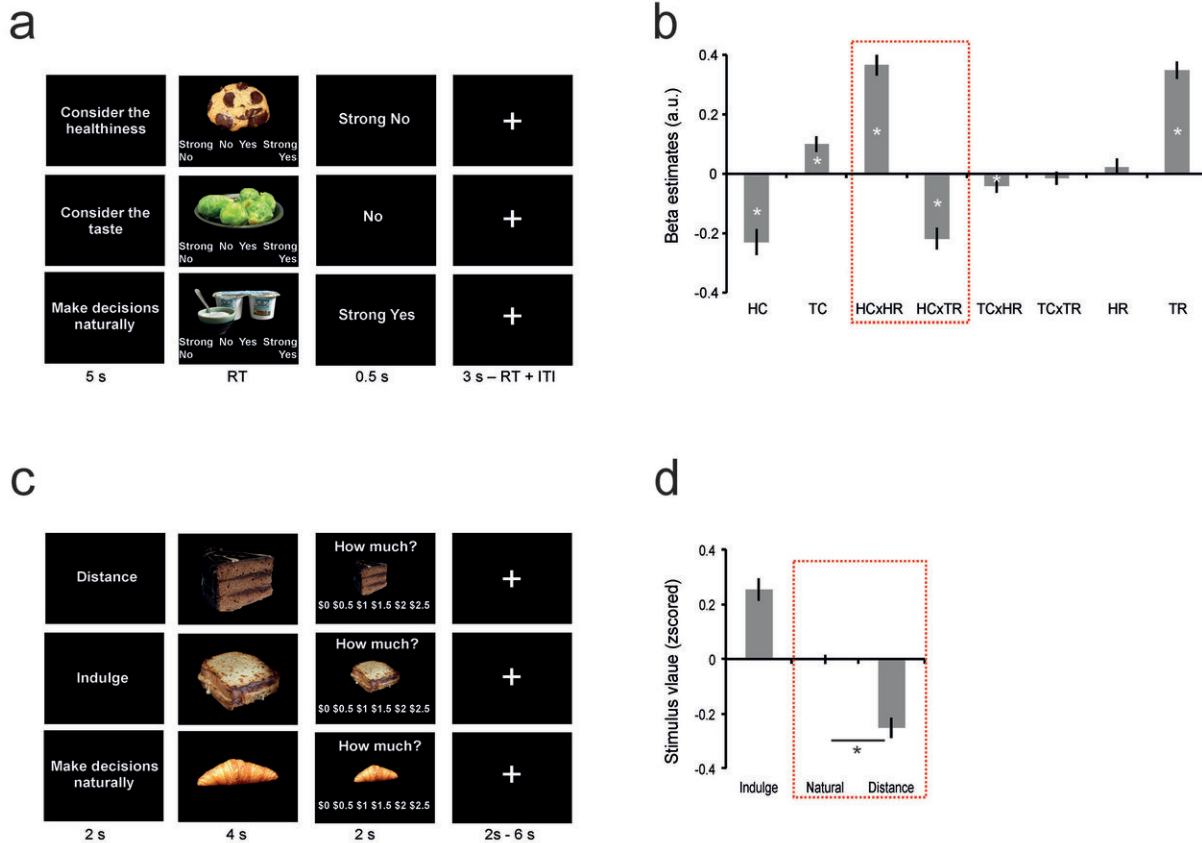 a
Consider the
healthiness
Strong No Yes Strong
No Yes
Strong No
+
Consider the
taste
Strong No Yes Strong
No Yes
No
+
Make decisions
naturally
Strong No Yes Strong
No Yes
Strong Yes
+
5 s
RT
0.5 s
3 s – RT + ITI
b
Beta estimates (a.u.)
0.4
0.2
0
-0.2
-0.4
*
*
*
*
*
*
HC
TC
HCxHR
HCxTR
TCxHR
TCxTR
HR
TR
c
Distance
How much?
$0 $0.5 $1 $1.5 $2 $2.5
+
Indulge
How much?
$0 $0.5 $1 $1.5 $2 $2.5
+
Make decisions
naturally
How much?
$0 $0.5 $1 $1.5 $2 $2.5
+
2 s
4 s
2 s
2s - 6 s
d
Stimulus vlaue (zscored)
0.4
0.2
0
-0.2
-0.4
*
Indulge
Natural
Distance